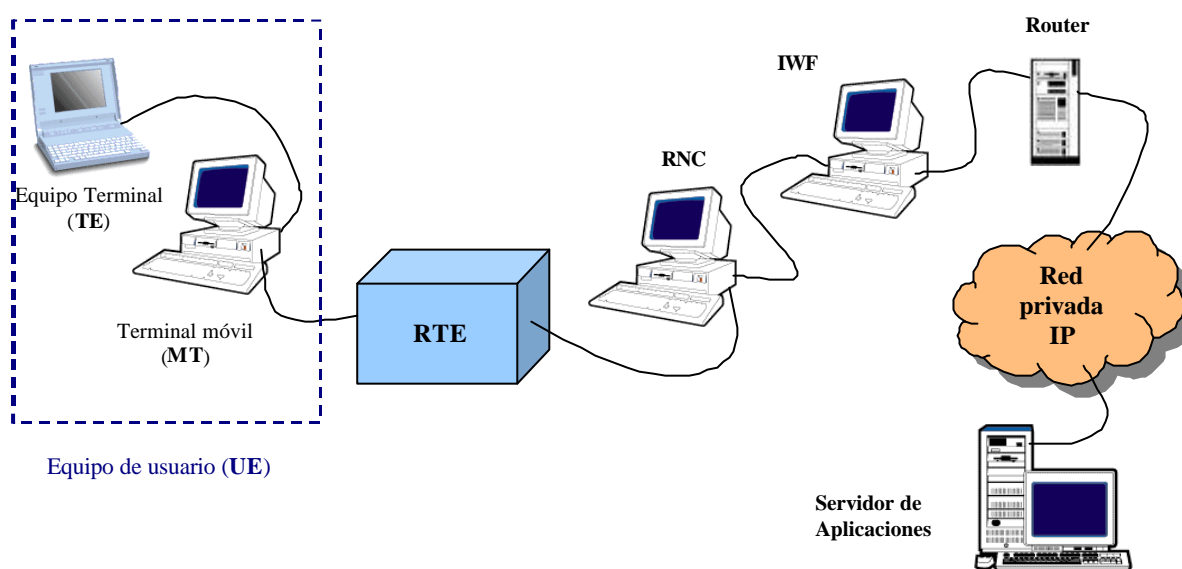 Router
IWF
RNC
Equipo Terminal
(TE)
Terminal móvil
(MT)
RTE
Red
privada
IP
Equipo de usuario (UE)
Servidor de
Aplicaciones